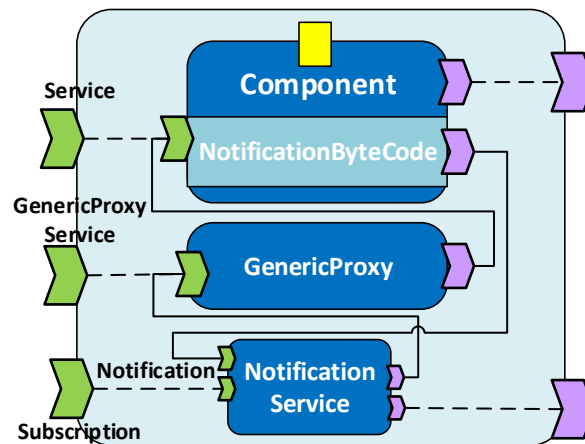 Service
Component
NotificationByteCode
GenericProxy
Service
GenericProxy
Notification
Subscription
Notification
Service